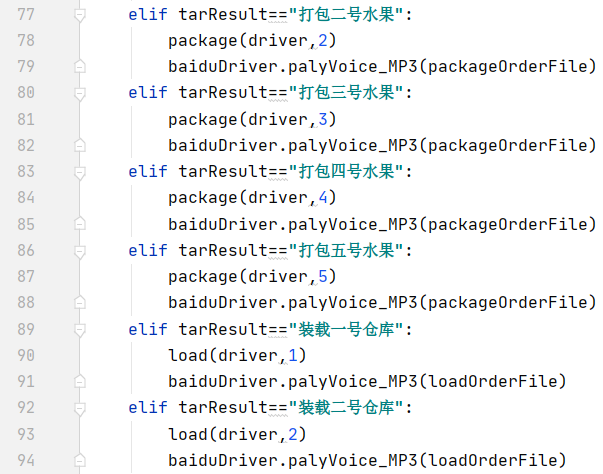 77 elif tarResult=="打包二号水果":
78 package(driver,2)
79 baiduDriver.palyVoice_MP3(packageOrderFile)
80 elif tarResult=="打包三号水果":
81 package(driver,3)
82 baiduDriver.palyVoice_MP3(packageOrderFile)
83 elif tarResult=="打包四号水果":
84 package(driver,4)
85 baiduDriver.palyVoice_MP3(packageOrderFile)
86 elif tarResult=="打包五号水果":
87 package(driver,5)
88 baiduDriver.palyVoice_MP3(packageOrderFile)
89 elif tarResult=="装载一号仓库":
90 load(driver,1)
91 baiduDriver.palyVoice_MP3(loadOrderFile)
92 elif tarResult=="装载二号仓库":
93 load(driver,2)
94 baiduDriver.palyVoice_MP3(loadOrderFile)